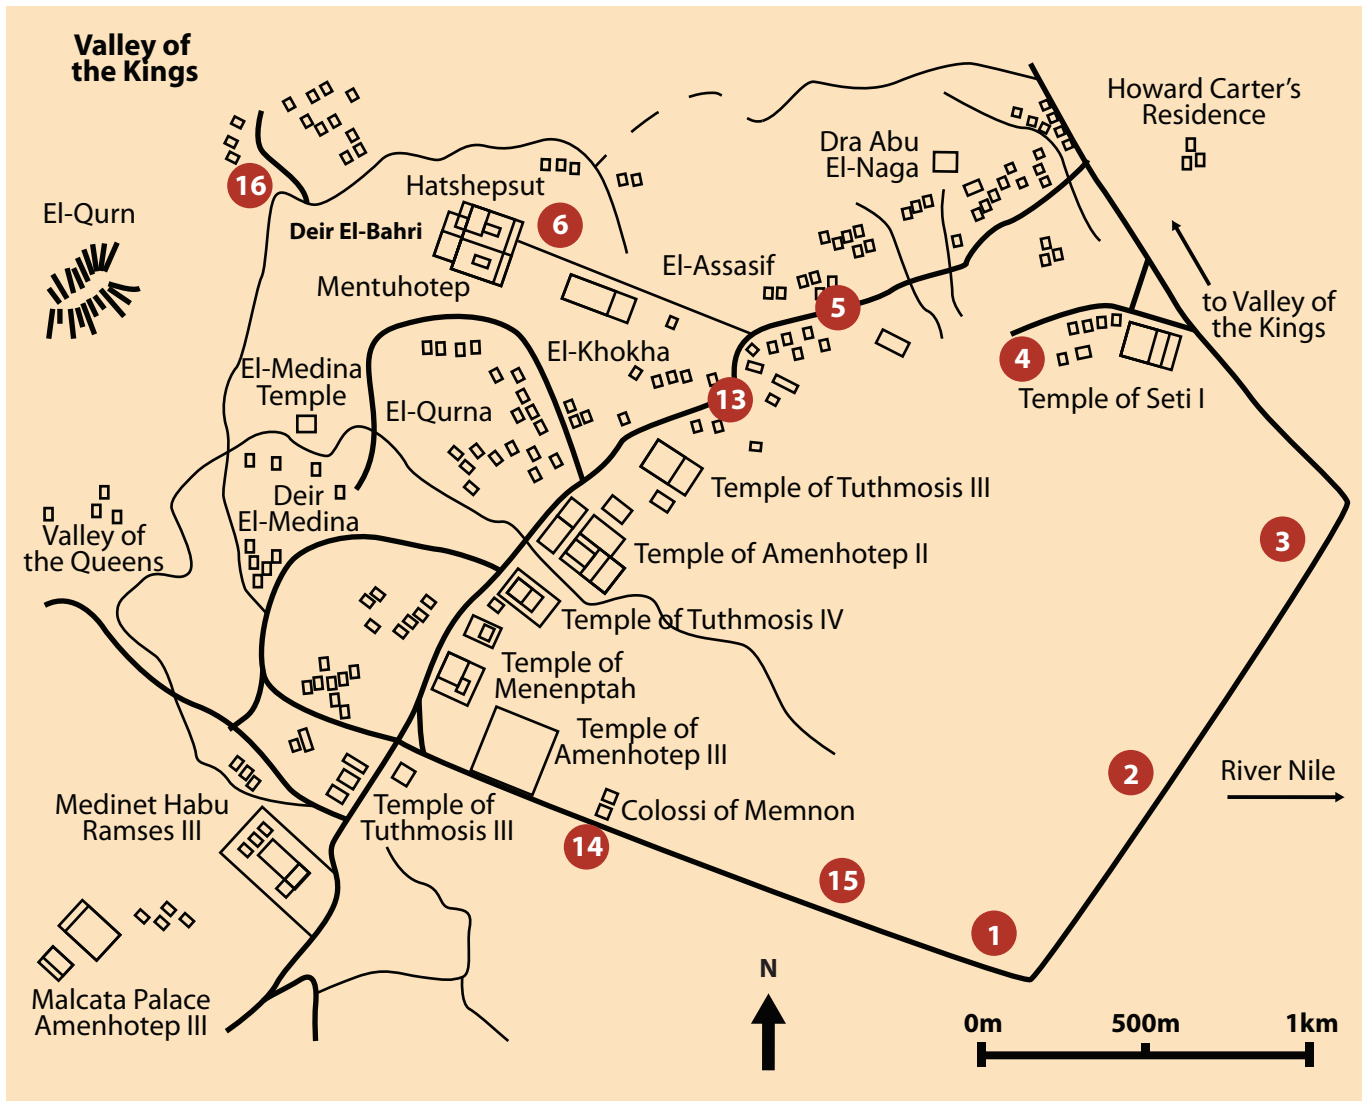 Valley of
the Kings
Howard Carter's
Residence
Dra Abu
El-Naga
16
Hatshepsut
El-Qurn
6
Deir El-Bahri
El-Assasif
Mentuhotep
to Valley of
the Kings
5
El-Khokha
4
El-Medina
Temple
Temple of Seti I
El-Qurna
13
Temple of Tuthmosis III
Deir
El-Medina
Valley of
the Queens
3
Temple of Amenhotep II
Temple of Tuthmosis IV
Temple of
Menenptah
Temple of
Amenhotep III
2
River Nile
Medinet Habu
Ramses III
Temple of
Tuthmosis III
Colossi of Memnon
14
15
1
N
Malcata Palace
Amenhotep III
0m
500m
1km